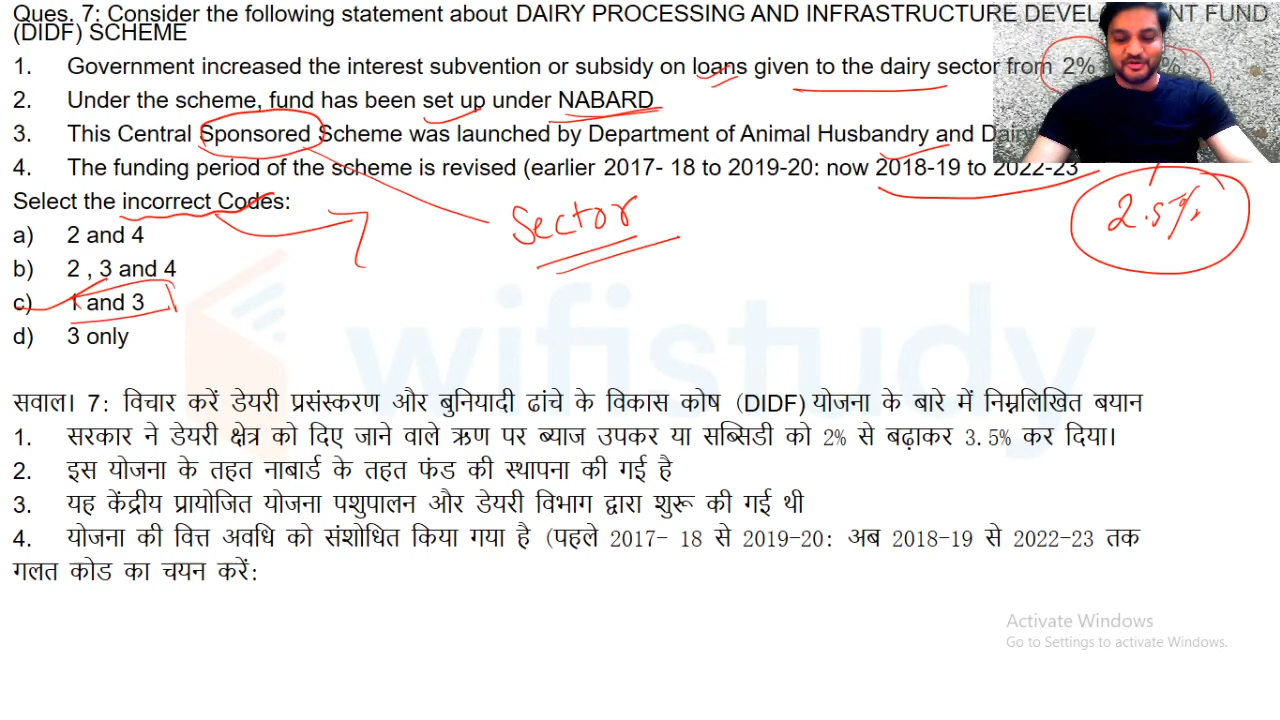 Ques. 7: Consider the following statement about DAIRY PROCESSING AND INFRASTRUCTURE NT FUND
(DIDF) SCHEME
1. Government increased the interest subvention or subsidy on loans given to the dairy sector from 2% %
2. Under the scheme, fund has been set up under NABARD
3. This Central Sponsored Scheme was launched by Department of Animal Husbandry and
4. The funding period of the scheme is revised (earlier 2017- 18 to 2019-20: now 2018-19 to 2022-23
Select the incorrect Codes:
2.5%
Sector
a) 2 and 4
b) 2 , 3 and 4
c) 1 and 3
d) 3 only
wifistudy
सवाल। 7: विचार करें डेयरी प्रसंस्करण और बुनियादी ढांचे के विकास कोष (DIDF) योजना के बारे में निम्नलिखित बयान
1. सरकार ने डेयरी क्षेत्र को दिए जाने वाले ऋण पर ब्याज उपकर या सब्सिडी को 2% से बढ़ाकर 3.5% कर दिया।
2. इस योजना के तहत नाबार्ड के तहत फंड की स्थापना की गई है
3. यह केंद्रीय प्रायोजित योजना पशुपालन और डेयरी विभाग द्वारा शुरू की गई थी
4. योजना की वित्त अवधि को संशोधित किया गया है (पहले 2017- 18 से 2019-20: अब 2018-19 से 2022-23 तक
गलत कोड का चयन करें:
Activate Windows
Go to Settings to activate Windows.